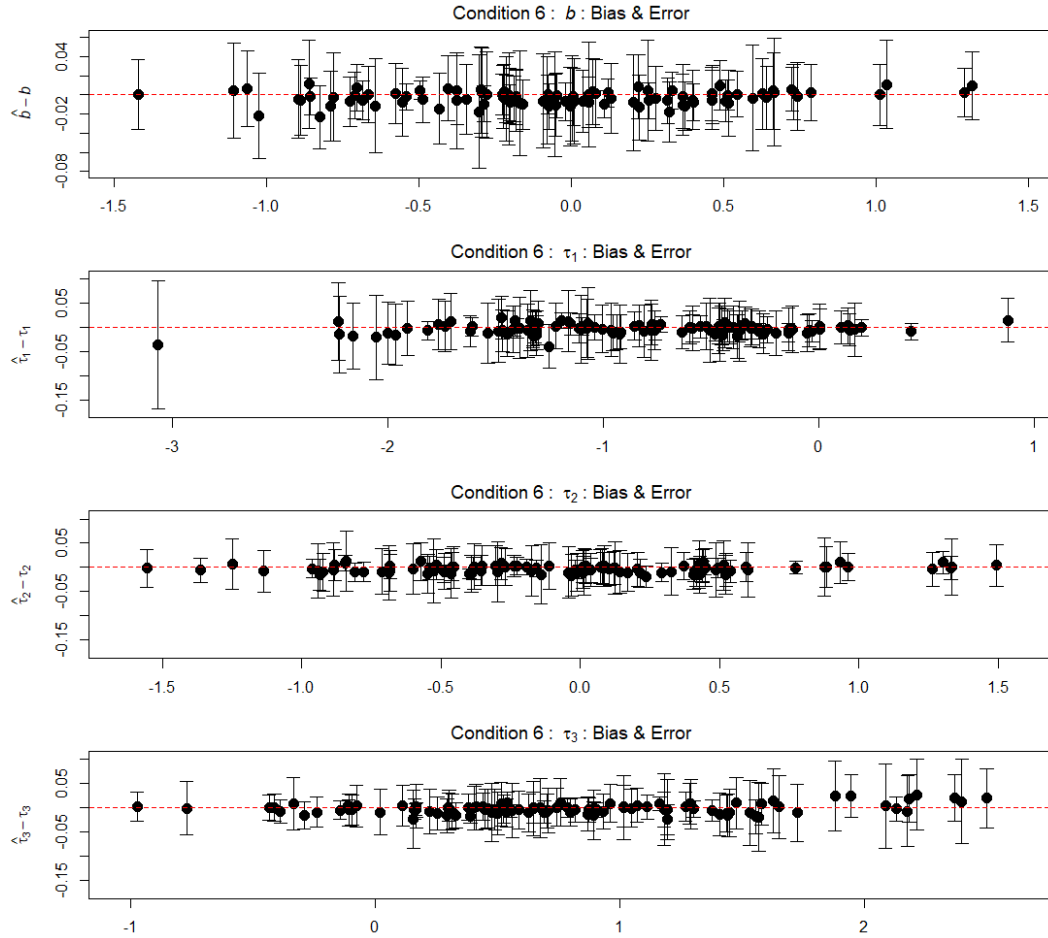 Condition 6 : b : Bias & Error
b̂ − b
0.04
-0.02
-0.08
-1.5 -1.0 -0.5 0.0 0.5 1.0 1.5
Condition 6 : τ1 : Bias & Error
τ̂1 − τ1
0.05
-0.05
-0.15
-3 -2 -1 0 1
Condition 6 : τ2 : Bias & Error
τ̂2 − τ2
0.05
-0.05
-0.15
-1.5 -1.0 -0.5 0.0 0.5 1.0 1.5
Condition 6 : τ3 : Bias & Error
τ̂3 − τ3
0.05
-0.05
-0.15
-1 0 1 2